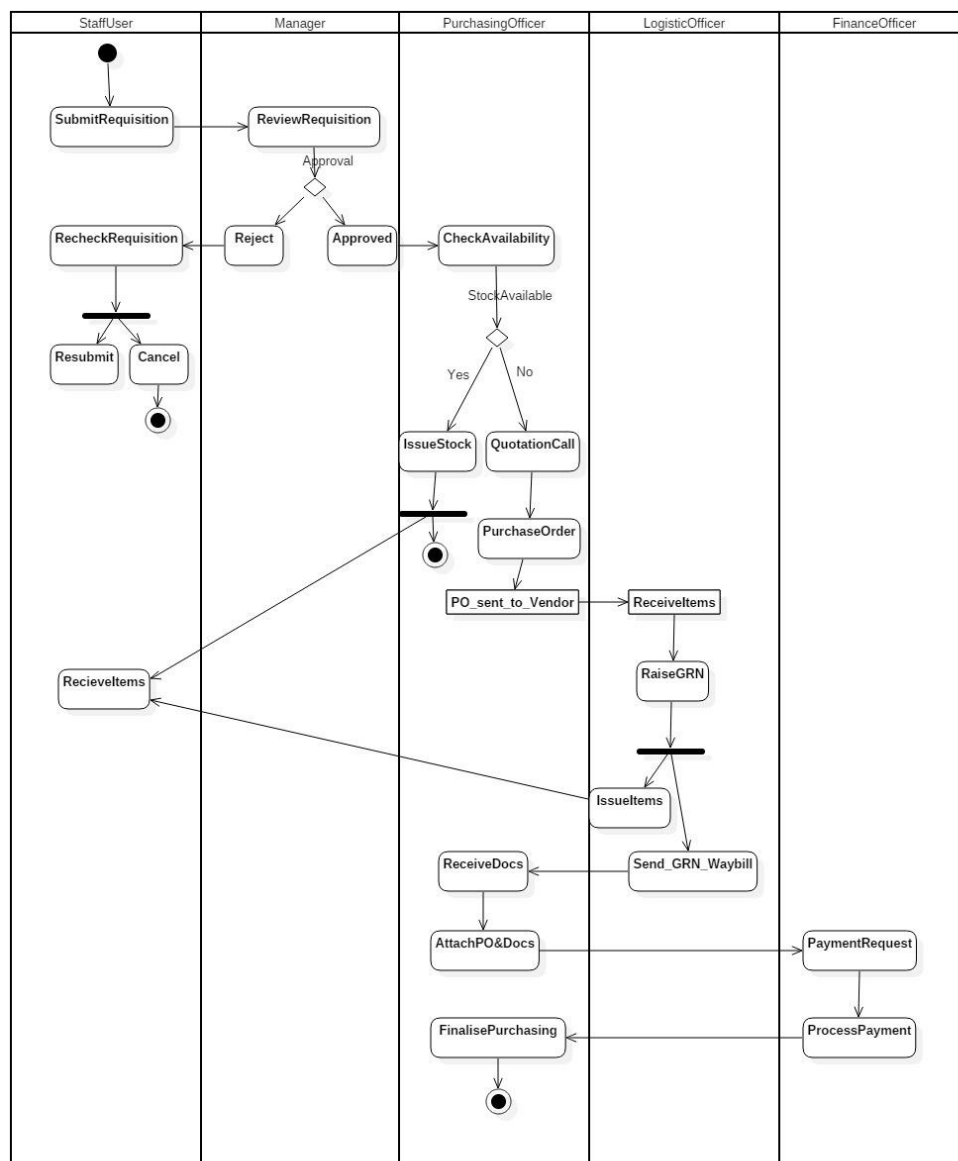 StaffUser
Manager
PurchasingOfficer
LogisticOfficer
FinanceOfficer
SubmitRequisition
ReviewRequisition
Approval
RecheckRequisition
Reject
Approved
CheckAvailability
StockAvailable
Resubmit
Cancel
Yes
No
IssueStock
QuotationCall
PurchaseOrder
PO_sent_to_Vendor
ReceiveItems
RecieveItems
RaiseGRN
IssueItems
ReceiveDocs
Send_GRN_Waybill
AttachPO&Docs
PaymentRequest
FinalisePurchasing
ProcessPayment